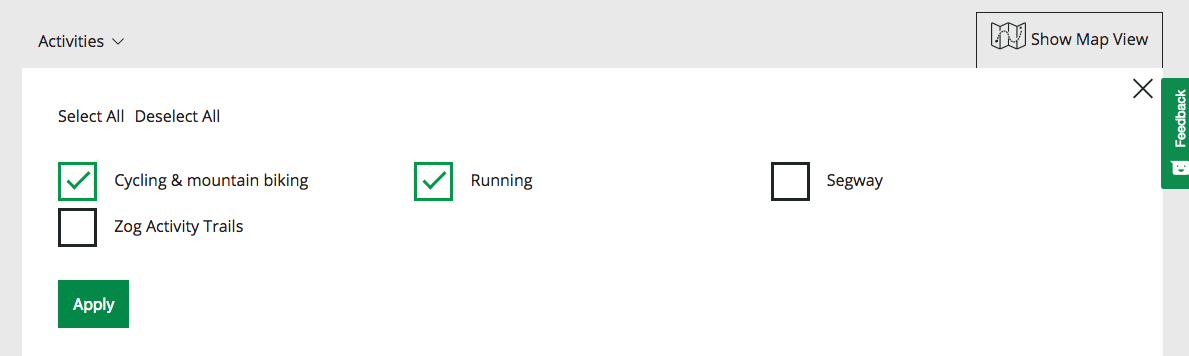 Activities
Show Map View
Feedback
Select All Deselect All
Cycling & mountain biking
Running
Segway
Zog Activity Trails
Apply